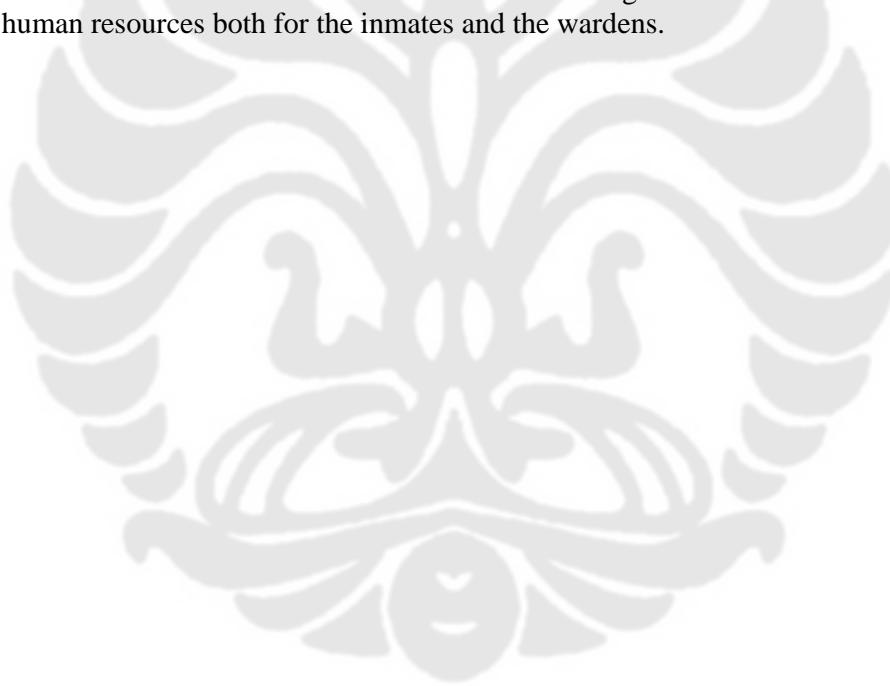 human resources both for the inmates and the wardens.